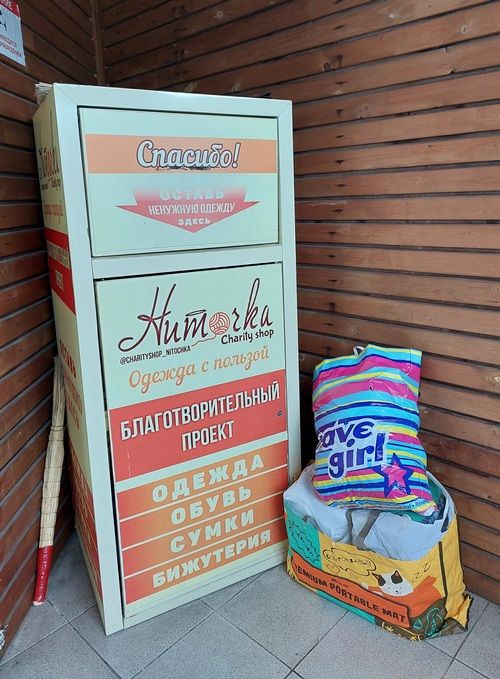 Спасибо!
ОСТАВЬ
НЕНУЖНУЮ ОДЕЖДУ
ЗДЕСЬ
Ниточка
Charity shop
@CHARITYSHOP_NITOCHKA
Одежда с пользой
БЛАГОТВОРИТЕЛЬНЫЙ
ПРОЕКТ
ОДЕЖДА
ОБУВЬ
СУМКИ
БИЖУТЕРИЯ
girl
PREMIUM PORTABLE MAT